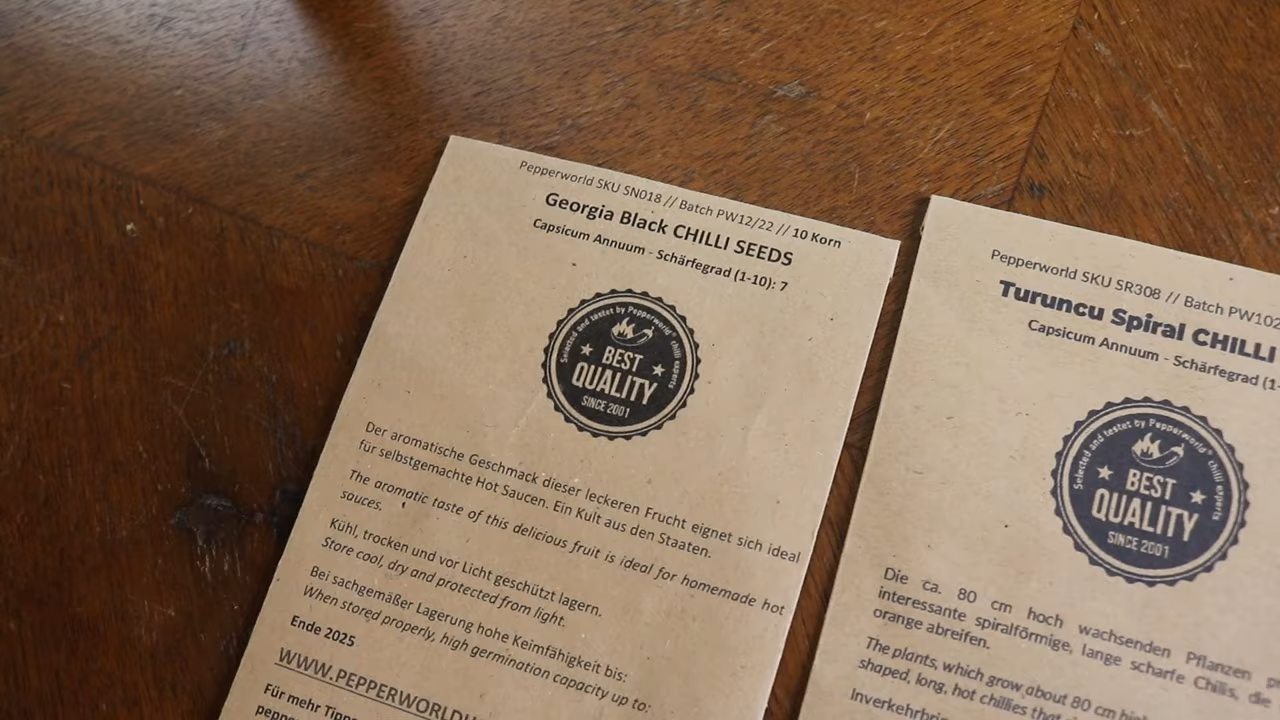 Pepperworld SKU SN018 // Batch PW12/22 // 10 Korn
Georgia Black CHILLI SEEDS
Capsicum Annuum - Schärfegrad (1-10): 7
Selected and testet by Pepperworld® chilli experts
BEST
QUALITY
SINCE 2001
Der aromatische Geschmack dieser leckeren Frucht eignet sich ideal
für selbstgemachte Hot Saucen. Ein Kult aus den Staaten.
The aromatic taste of this delicious fruit is ideal for homemade hot
sauces.
Kühl, trocken und vor Licht geschützt lagern.
Store cool, dry and protected from light.
Bei sachgemäßer Lagerung hohe Keimfähigkeit bis:
When stored properly, high germination capacity up to:
Ende 2025
WWW.PEPPERWORLDH
Für mehr Tipps
Pepperworld SKU SR308 // Batch PW102
Turuncu Spiral CHILLI
Capsicum Annuum - Schärfegrad (1-
Selected and testet by Pepperworld® chilli experts
BEST
QUALITY
SINCE 2001
Die ca. 80 cm hoch wachsenden Pflanzen
interessante spiralförmige, lange scharfe Chilis, die
orange abreifen.
The plants, which grow about 80 cm high
shaped, long, hot chillies